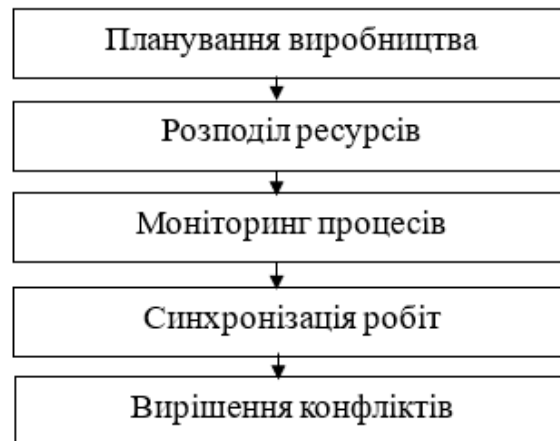 Планування виробництва
Розподіл ресурсів
Моніторинг процесів
Синхронізація робіт
Вирішення конфліктів